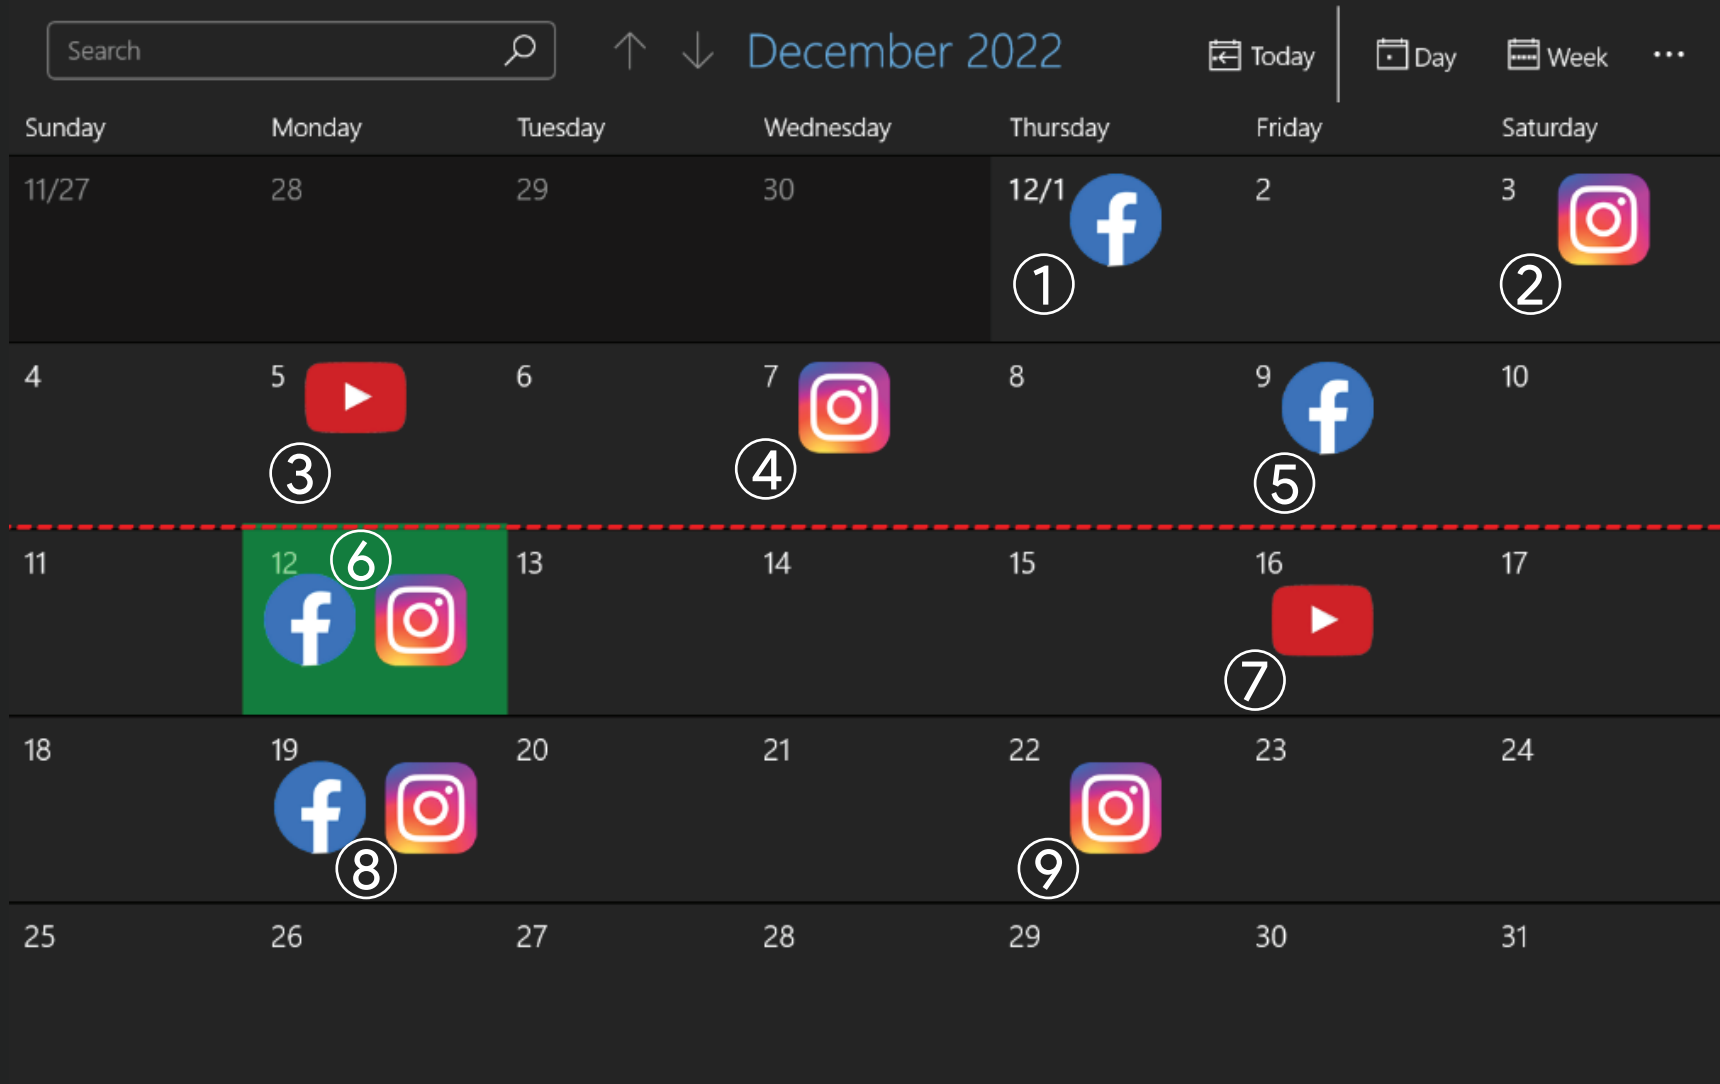 Search December 2022 Today Day Week ...
Sunday Monday Tuesday Wednesday Thursday Friday Saturday
11/27 28 29 30 12/1 2 3
① ②
4 5 6 7 8 9 10
③ ④ ⑤
11 12 ⑥ 13 14 15 16 17
⑦
18 19 20 21 22 23 24
⑧ ⑨
25 26 27 28 29 30 31